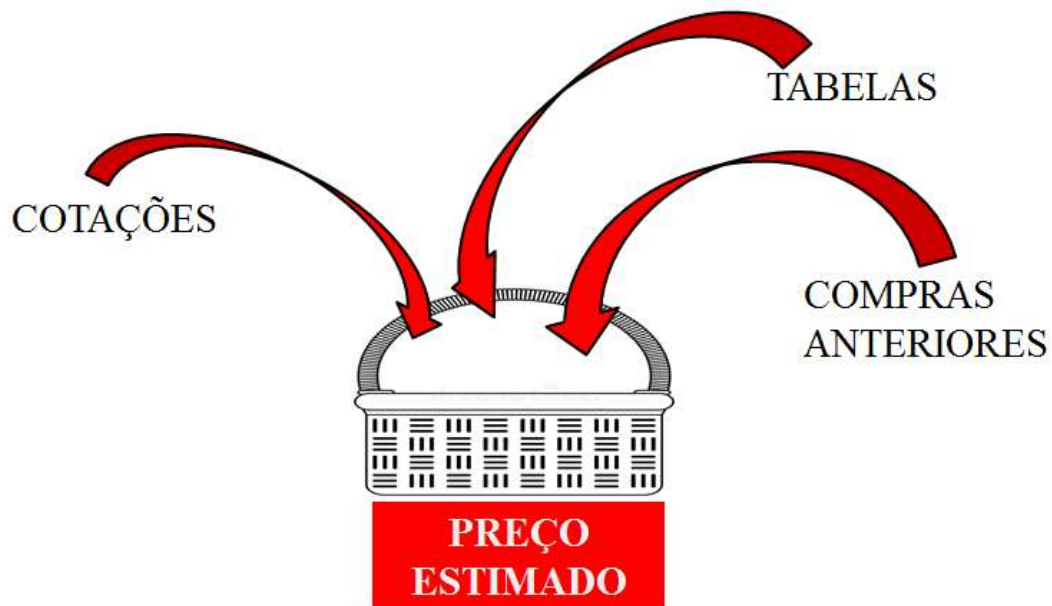 TABELAS
COTAÇÕES
COMPRAS
ANTERIORES
PREÇO
ESTIMADO